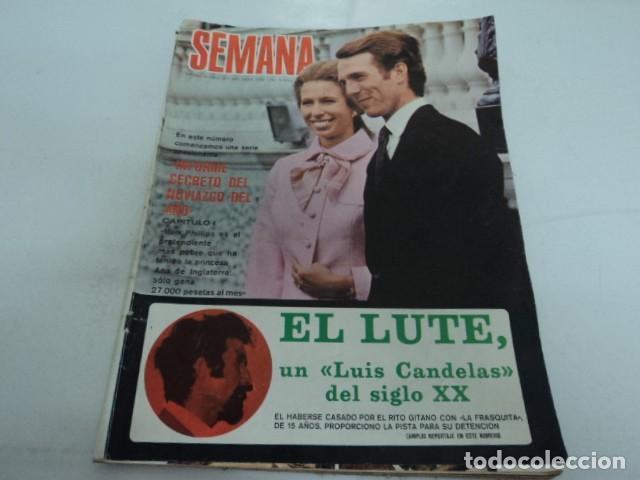 SEMANA
En este número
comenzamos una serie
INFORME
SECRETO DEL
NOVIAZGO DEL
AÑO
CAPITULO I
Mark Phillips es el
pretendiente
más pobre que ha
tenido la princesa
Ana de Inglaterra:
sólo gana
27.000 pesetas al mes
EL LUTE,
un «Luis Candelas»
del siglo XX
EL HABERSE CASADO POR EL RITO GITANO CON «LA FRASQUITA»,
DE 15 AÑOS, PROPORCIONO LA PISTA PARA SU DETENCION
(AMPLIO REPORTAJE EN ESTE NUMERO)
todocoleccion.net